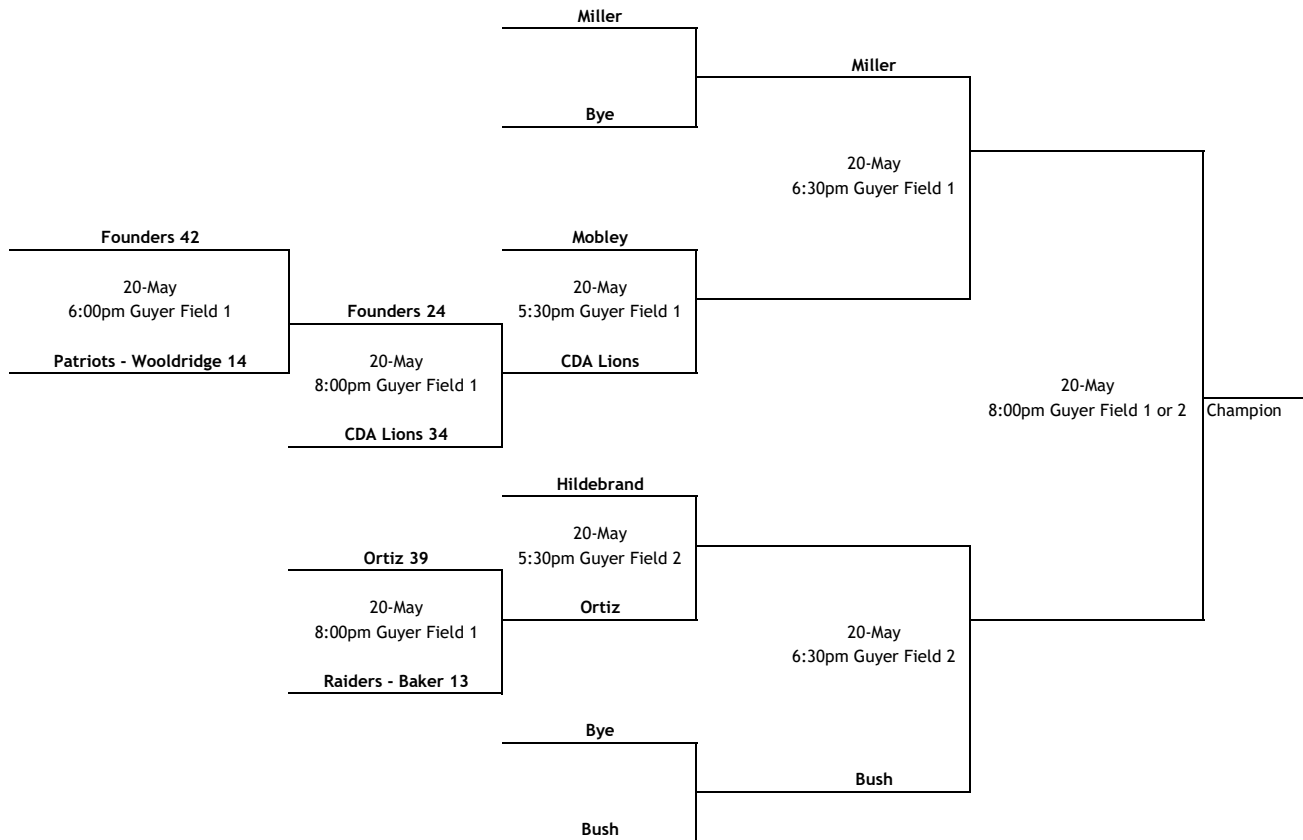 Miller
Miller
Bye
20-May
6:30pm Guyer Field 1
Founders 42
Mobley
20-May
6:00pm Guyer Field 1
20-May
5:30pm Guyer Field 1
Founders 24
Patriots - Wooldridge 14
20-May
8:00pm Guyer Field 1
CDA Lions
20-May
8:00pm Guyer Field 1 or 2
Champion
CDA Lions 34
Hildebrand
20-May
5:30pm Guyer Field 2
Ortiz 39
20-May
8:00pm Guyer Field 1
Ortiz
20-May
6:30pm Guyer Field 2
Raiders - Baker 13
Bye
Bush
Bush